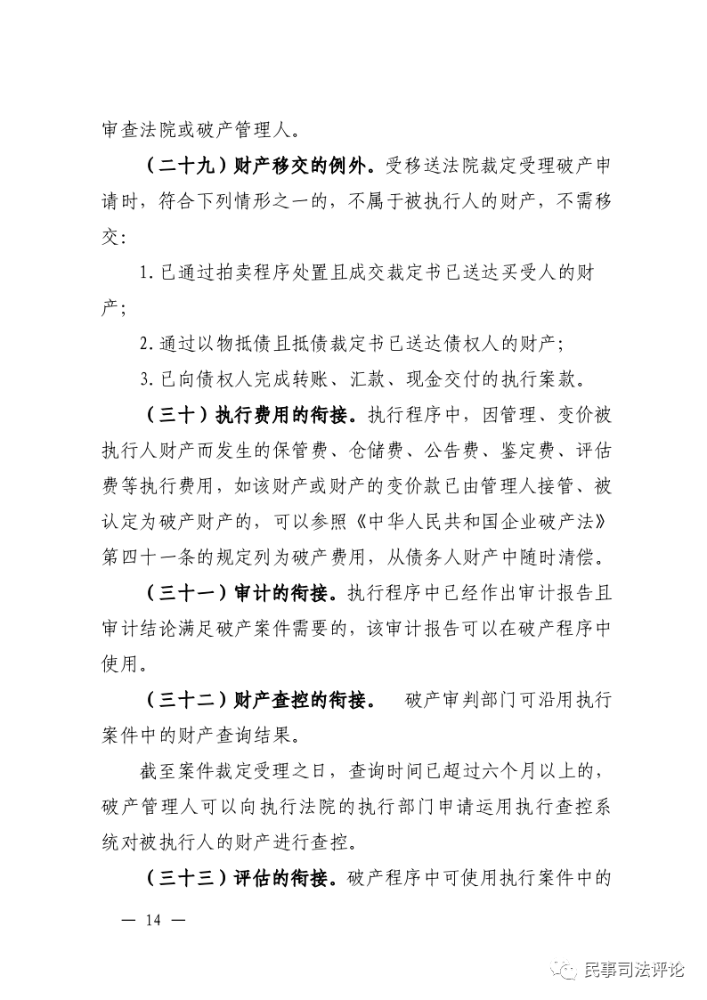 审查法院或破产管理人。
（二十九）财产移交的例外。受移送法院裁定受理破产申
请时，符合下列情形之一的，不属于被执行人的财产，不需移
交：
1.已通过拍卖程序处置且成交裁定书已送达买受人的财
产；
2.通过以物抵债且抵债裁定书已送达债权人的财产；
3.已向债权人完成转账、汇款、现金交付的执行案款。
（三十）执行费用的衔接。执行程序中，因管理、变价被
执行人财产而发生的保管费、仓储费、公告费、鉴定费、评估
费等执行费用，如该财产或财产的变价款已由管理人接管、被
认定为破产财产的，可以参照《中华人民共和国企业破产法》
第四十一条的规定列为破产费用，从债务人财产中随时清偿。
（三十一）审计的衔接。执行程序中已经作出审计报告且
审计结论满足破产案件需要的，该审计报告可以在破产程序中
使用。
（三十二）财产查控的衔接。　破产审判部门可沿用执行
案件中的财产查询结果。
截至案件裁定受理之日，查询时间已超过六个月以上的，
破产管理人可以向执行法院的执行部门申请运用执行查控系
统对被执行人的财产进行查控。
（三十三）评估的衔接。破产程序中可使用执行案件中的
— 14 —
民事司法评论